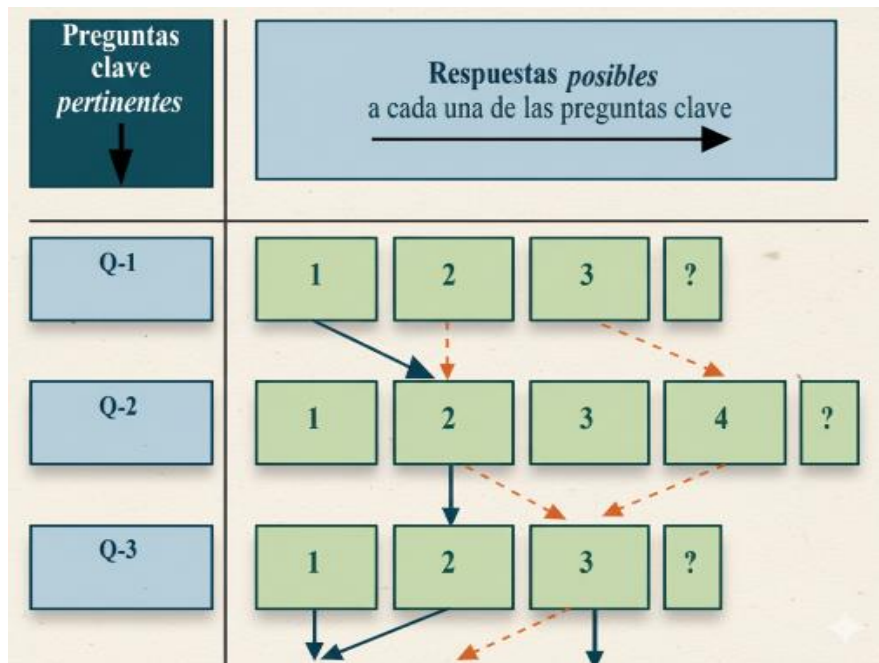 Preguntas
clave
pertinentes
Respuestas posibles
a cada una de las preguntas clave
Q-1
1 2 3 ?
Q-2
1 2 3 4 ?
Q-3
1 2 3 ?